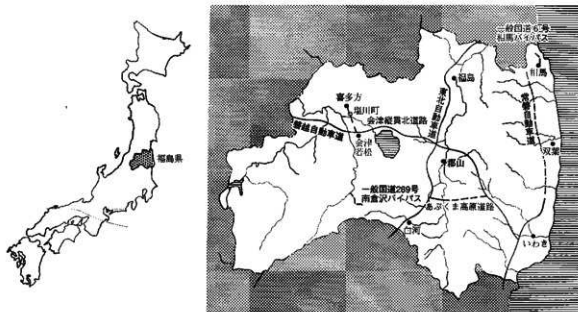 福島県
一般国道6号
相馬バイパス
相馬
福島
喜多方
塩川町
会津縦貫北道路
東北自動車道
常磐自動車道
磐越自動車道
会津
若松
双葉
郡山
一般国道289号
南倉沢バイパス
あぶくま高原道路
白河
いわき